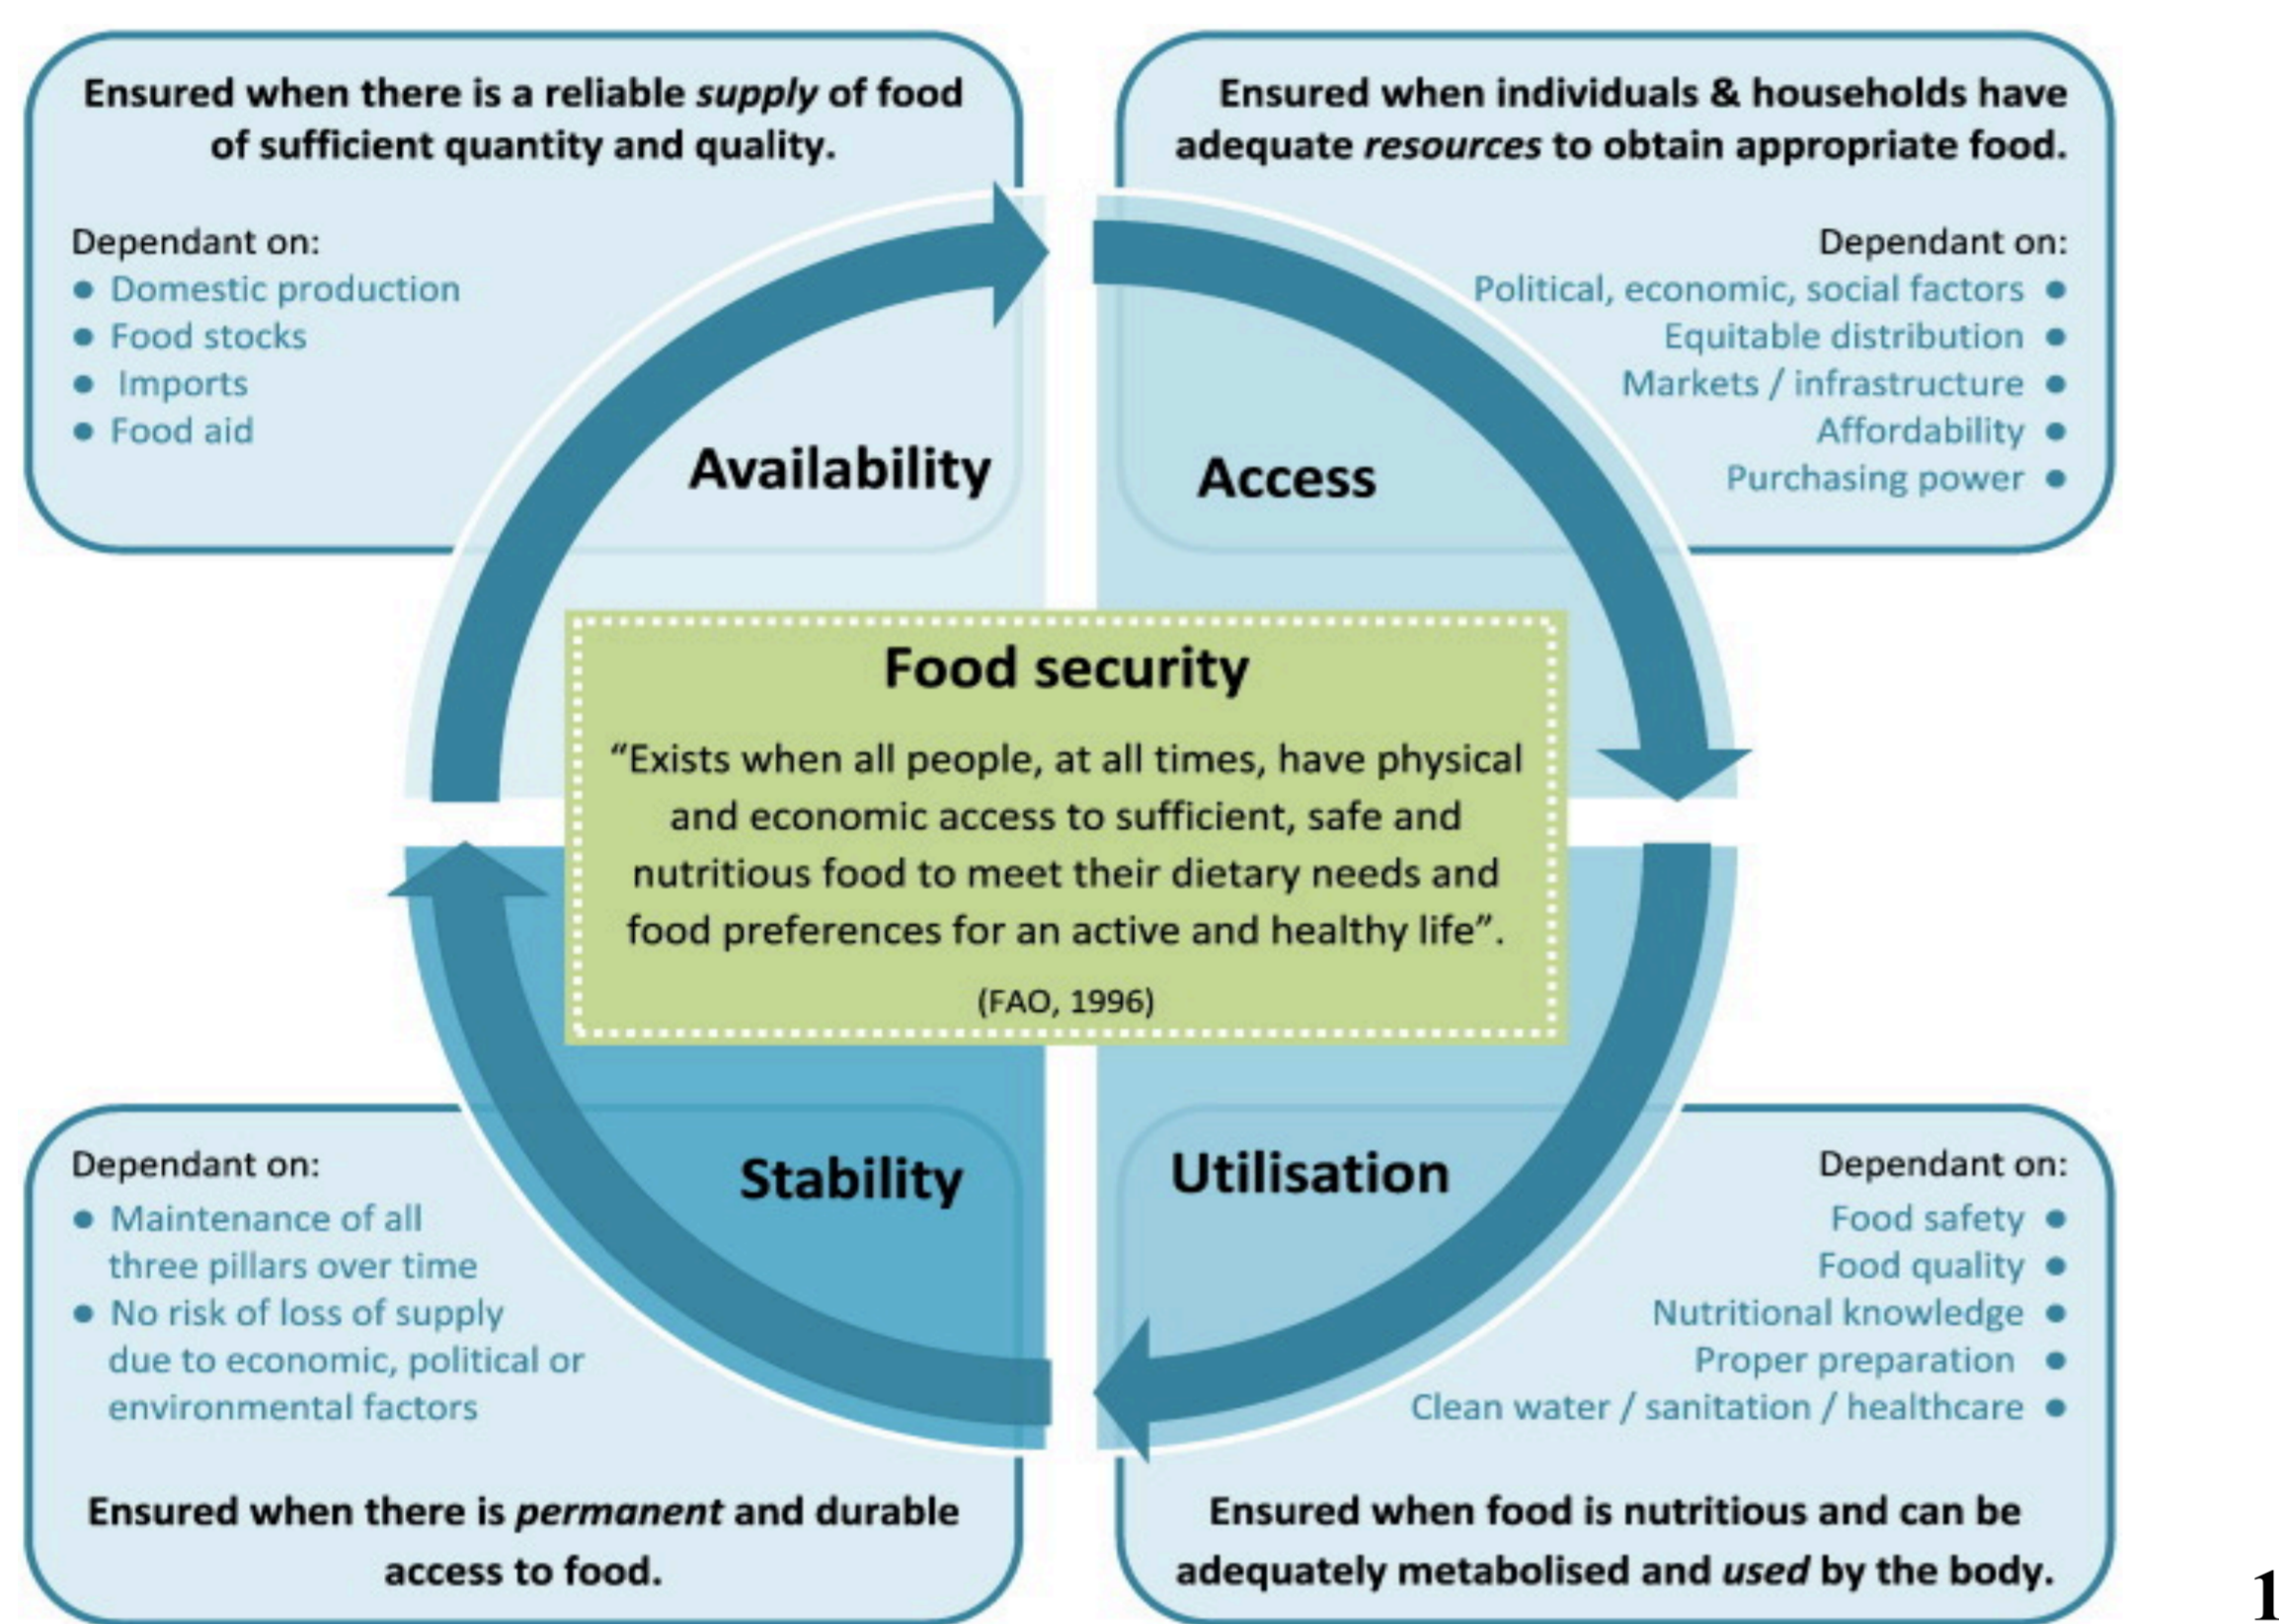 Ensured when there is a reliable supply of food
of sufficient quantity and quality.
Dependant on:
● Domestic production
● Food stocks
● Imports
● Food aid
Availability
Ensured when individuals & households have
adequate resources to obtain appropriate food.
Dependant on:
Political, economic, social factors ●
Equitable distribution ●
Markets / infrastructure ●
Affordability ●
Purchasing power ●
Access
Food security
“Exists when all people, at all times, have physical
and economic access to sufficient, safe and
nutritious food to meet their dietary needs and
food preferences for an active and healthy life”.
(FAO, 1996)
Stability
Dependant on:
● Maintenance of all
three pillars over time
● No risk of loss of supply
due to economic, political or
environmental factors
Ensured when there is permanent and durable
access to food.
Utilisation
Dependant on:
Food safety ●
Food quality ●
Nutritional knowledge ●
Proper preparation ●
Clean water / sanitation / healthcare ●
Ensured when food is nutritious and can be
adequately metabolised and used by the body.
1